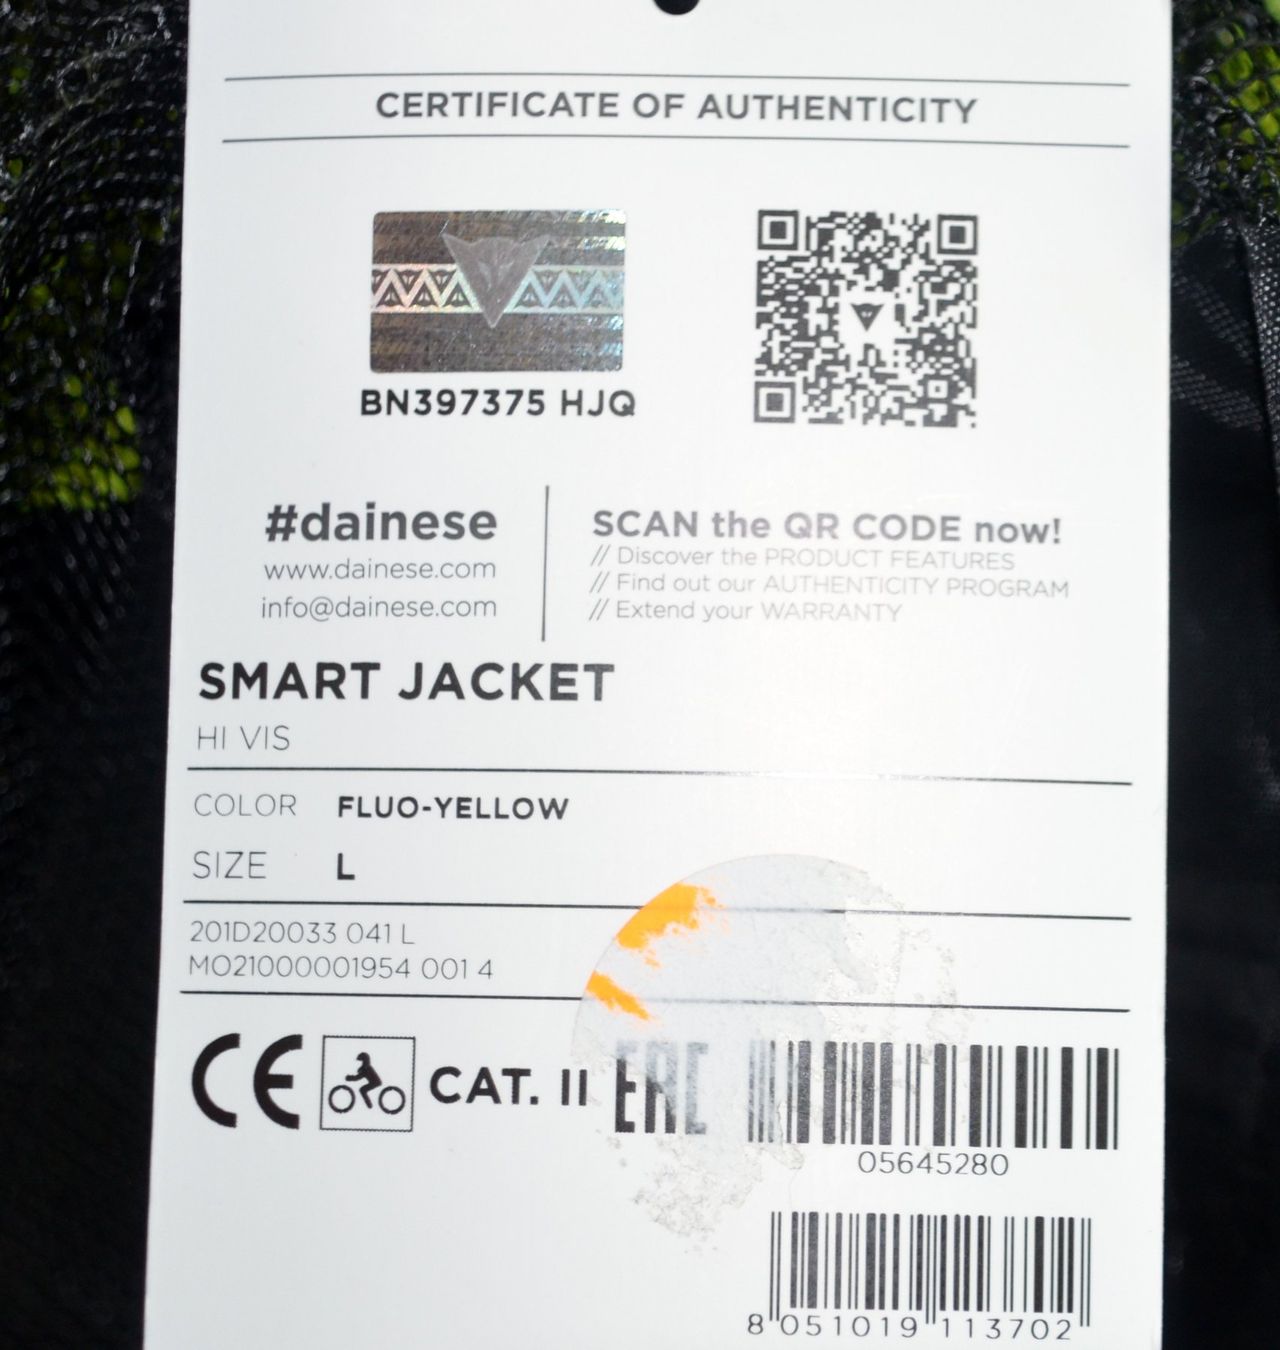 CERTIFICATE OF AUTHENTICITY
BN397375 HJQ
#dainese
www.dainese.com
info@dainese.com
SCAN the QR CODE now!
// Discover the PRODUCT FEATURES
// Find out our AUTHENTICITY PROGRAM
// Extend your WARRANTY
SMART JACKET
HI VIS
COLOR FLUO-YELLOW
SIZE L
201D20033 041 L
MO21000001954 001 4
CE CAT. II EAC
05645280
8 051019 113702